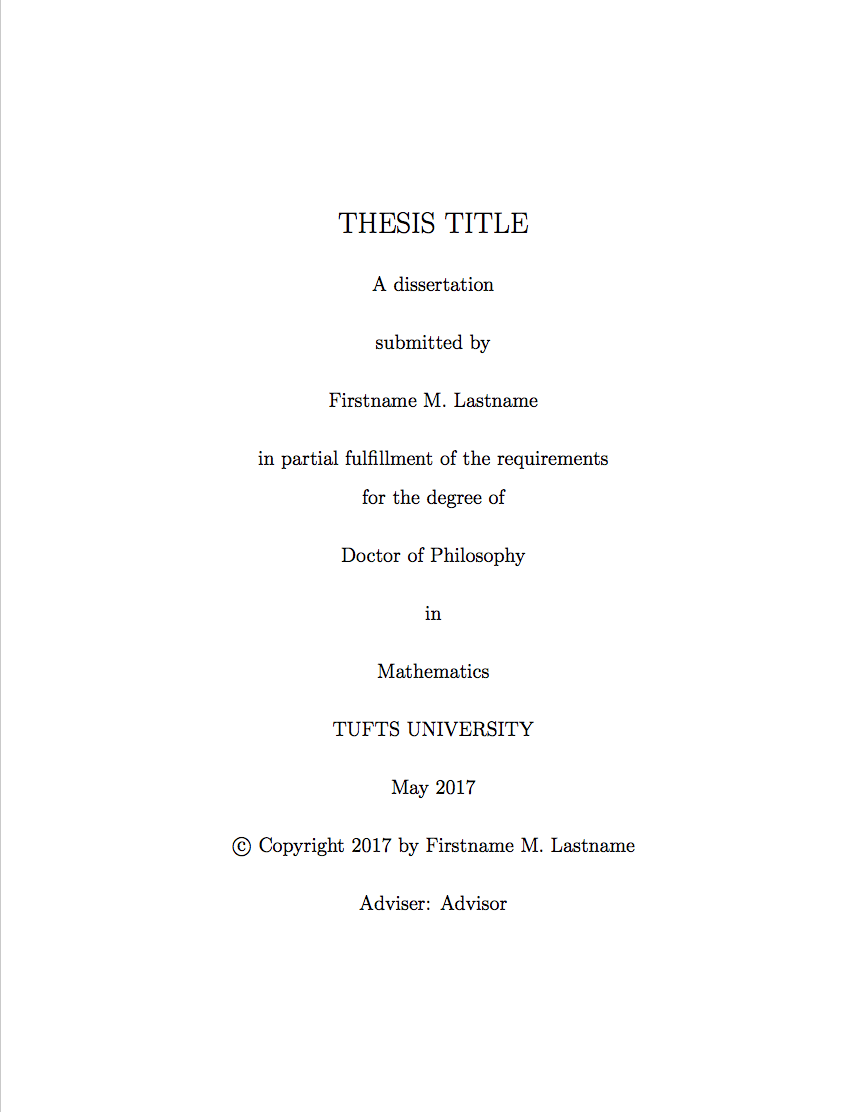 THESIS TITLE
A dissertation
submitted by
Firstname M. Lastname
in partial fulfillment of the requirements
for the degree of
Doctor of Philosophy
in
Mathematics
TUFTS UNIVERSITY
May 2017
© Copyright 2017 by Firstname M. Lastname
Adviser: Advisor